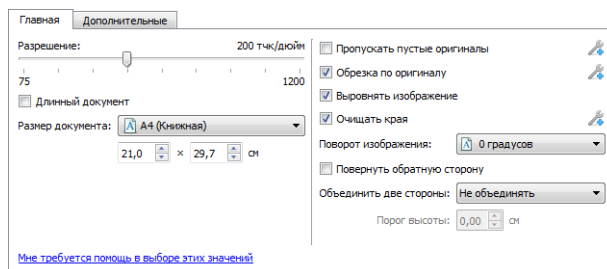 Главная Дополнительные
Разрешение: 200 тчк/дюйм
75 1200
Длинный документ
Размер документа: A A4 (Книжная)
21,0 × 29,7 см
Мне требуется помощь в выборе этих значений
Пропускать пустые оригиналы
Обрезка по оригиналу
Выровнять изображение
Очищать края
Поворот изображения: A 0 градусов
Повернуть обратную сторону
Объединить две стороны: Не объединять
Порог высоты: 0,00 см